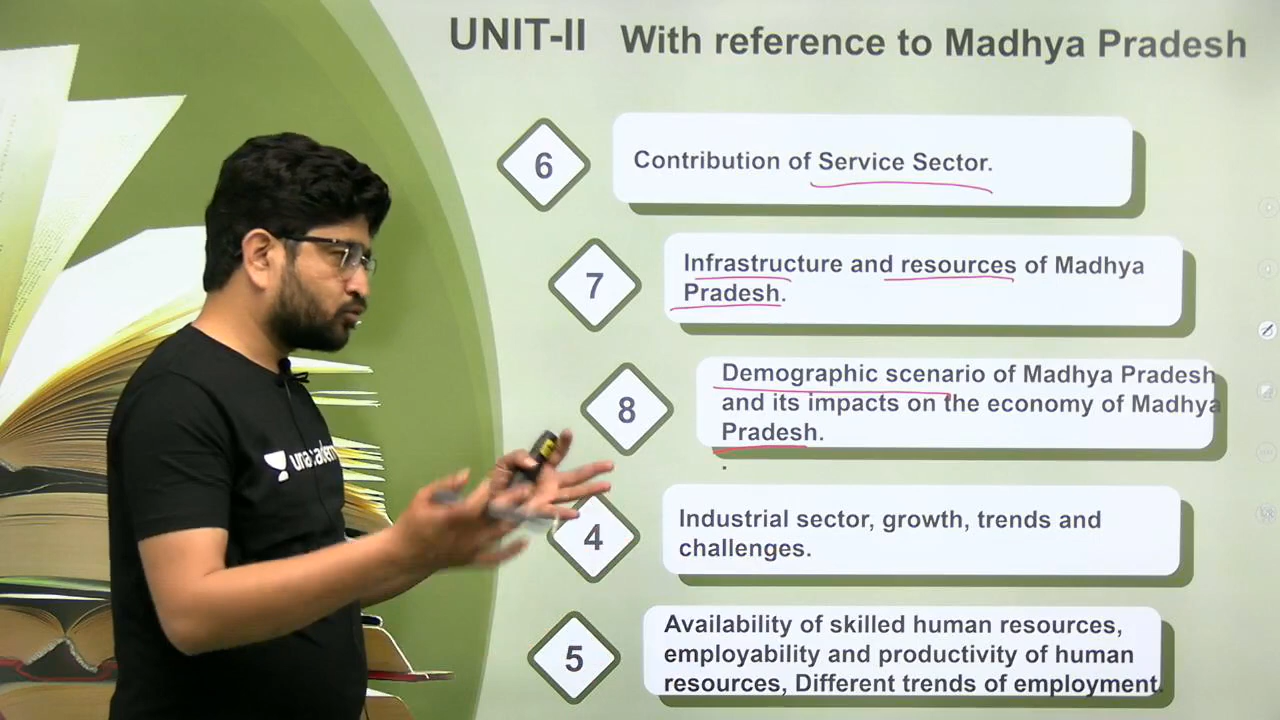 UNIT-II With reference to Madhya Pradesh
6
Contribution of Service Sector.
7
Infrastructure and resources of Madhya
Pradesh.
8
Demographic scenario of Madhya Pradesh
and its impacts on the economy of Madhya
Pradesh.
.
4
Industrial sector, growth, trends and
challenges.
5
Availability of skilled human resources,
employability and productivity of human
resources, Different trends of employment.
unacademy